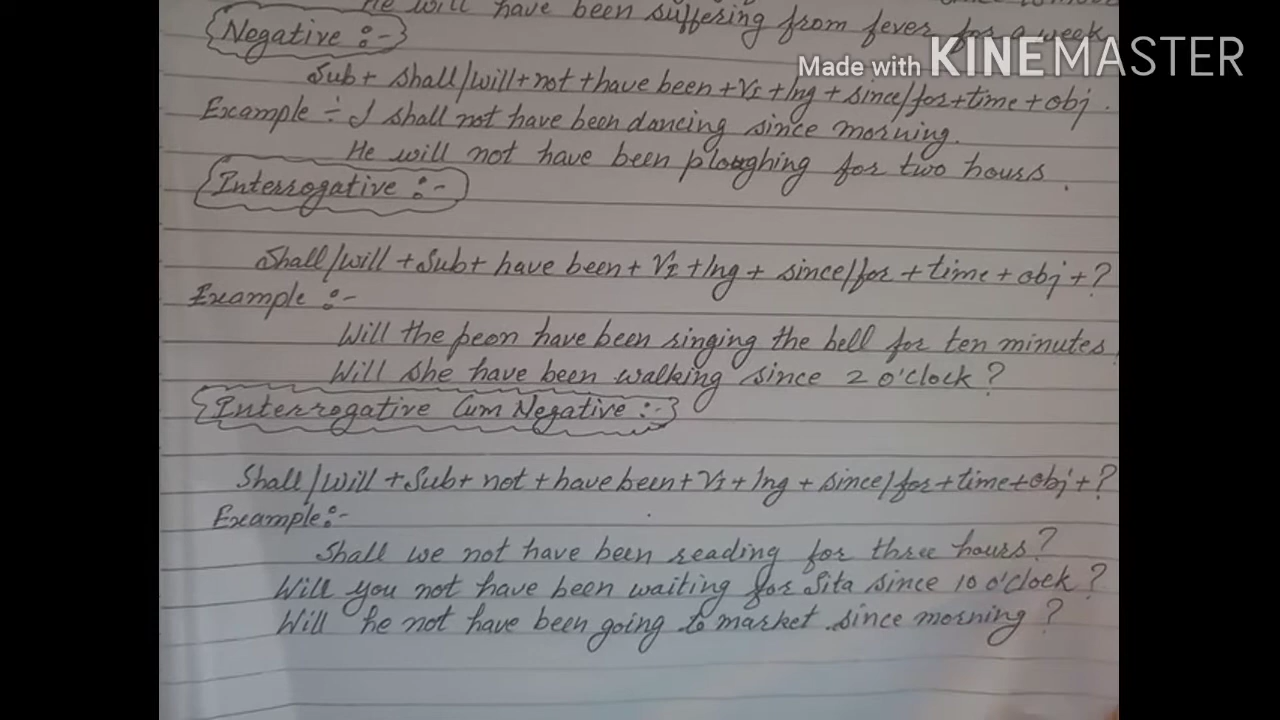 He will have been suffering from fever for a week
Made with KINEMASTER
Negative :-
Sub + shall/will + not + have been + V1 + Ing + since/for + time + obj .
Example ÷ I shall not have been dancing since morning.
He will not have been ploughing for two hours .
Interrogative :-
Shall/will + Sub + have been + V1 + Ing + since/for + time + obj + ?
Example :-
Will the peon have been ringing the bell for ten minutes
Will she have been walking since 2 o'clock ?
Interrogative Cum Negative :-
Shall/will + Sub + not + have been + V1 + Ing + since/for + time + obj + ?
Example :-
Shall we not have been reading for three hours ?
Will you not have been waiting for Sita since 10 o'clock ?
Will he not have been going to market since morning ?